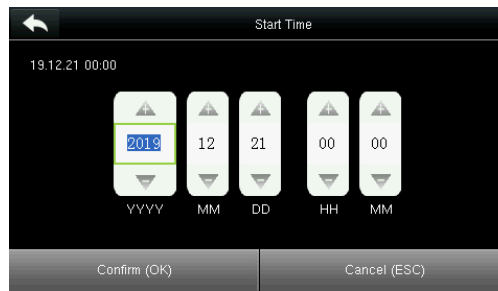 Start Time
19.12.21 00:00
2019 12 21 00 00
YYYY MM DD HH MM
Confirm (OK) Cancel (ESC)